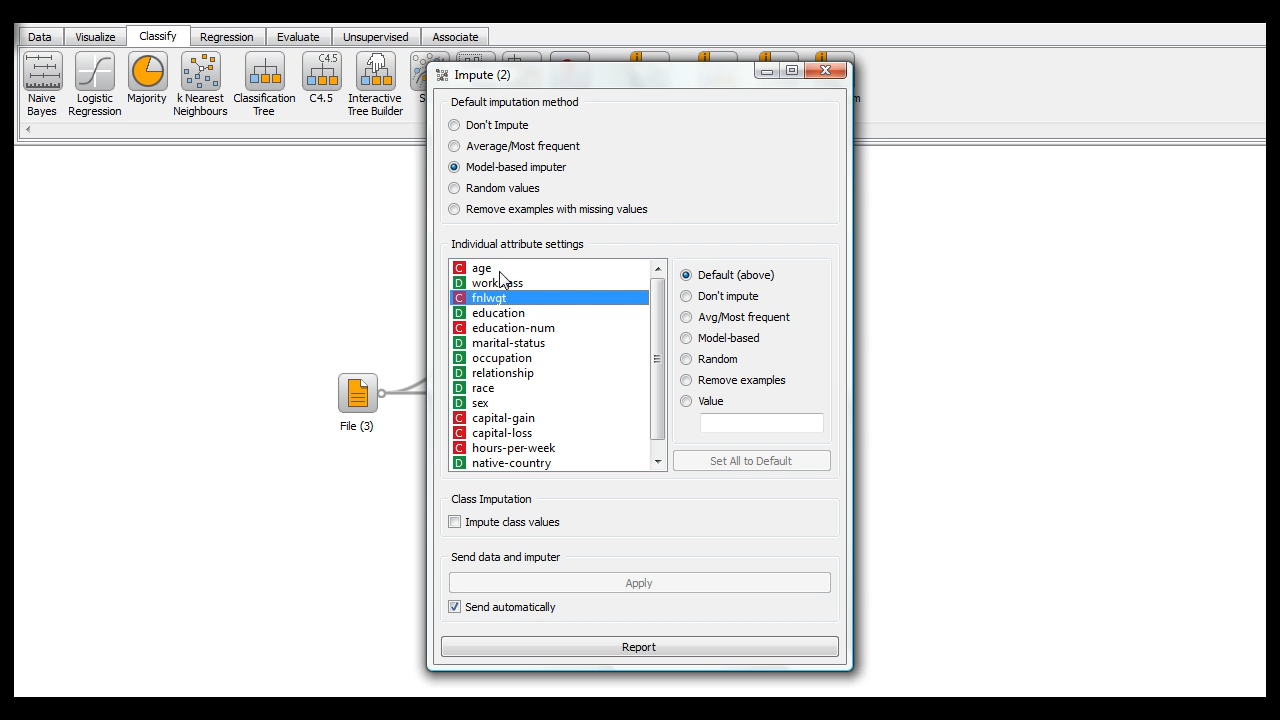 Data Visualize Classify Regression Evaluate Unsupervised Associate
C4.5
Naive Bayes
Logistic Regression
Majority
k Nearest Neighbours
Classification Tree
C4.5
Interactive Tree Builder
Impute (2)
Default imputation method
Don't Impute
Average/Most frequent
Model-based imputer
Random values
Remove examples with missing values
Individual attribute settings
C age
D workclass
C fnlwgt
D education
C education-num
D marital-status
D occupation
D relationship
D race
D sex
C capital-gain
C capital-loss
C hours-per-week
D native-country
Default (above)
Don't impute
Avg/Most frequent
Model-based
Random
Remove examples
Value
Set All to Default
Class Imputation
Impute class values
Send data and imputer
Apply
Send automatically
Report
File (3)